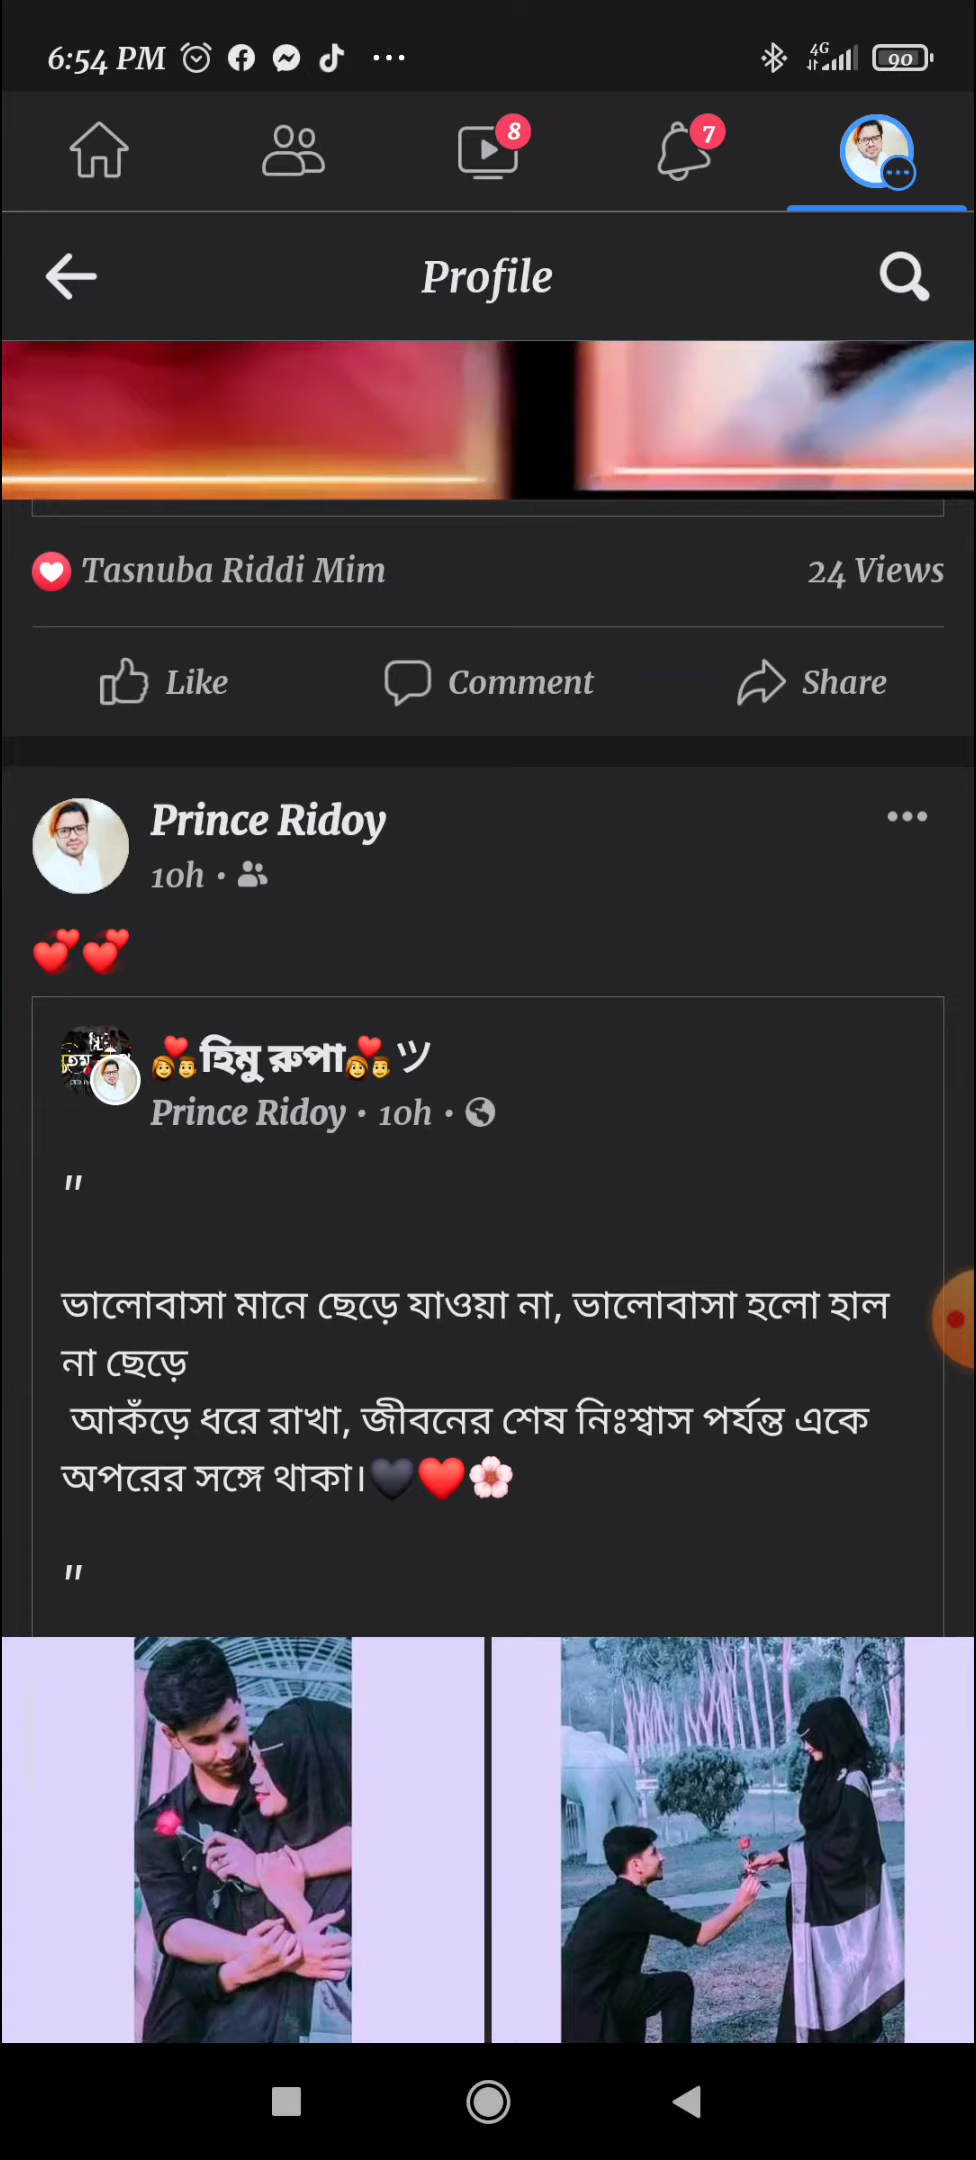 6:54 PM
4G
90
8
7
Profile
Tasnuba Riddi Mim
24 Views
Like
Comment
Share
Prince Ridoy
10h
💞💞
💑হিমু রুপা💑ツ
Prince Ridoy · 10h ·
"
ভালোবাসা মানে ছেড়ে যাওয়া না, ভালোবাসা হলো হাল
না ছেড়ে
আকঁড়ে ধরে রাখা, জীবনের শেষ নিঃশ্বাস পর্যন্ত একে
অপরের সঙ্গে থাকা।🖤❤️🌸
"